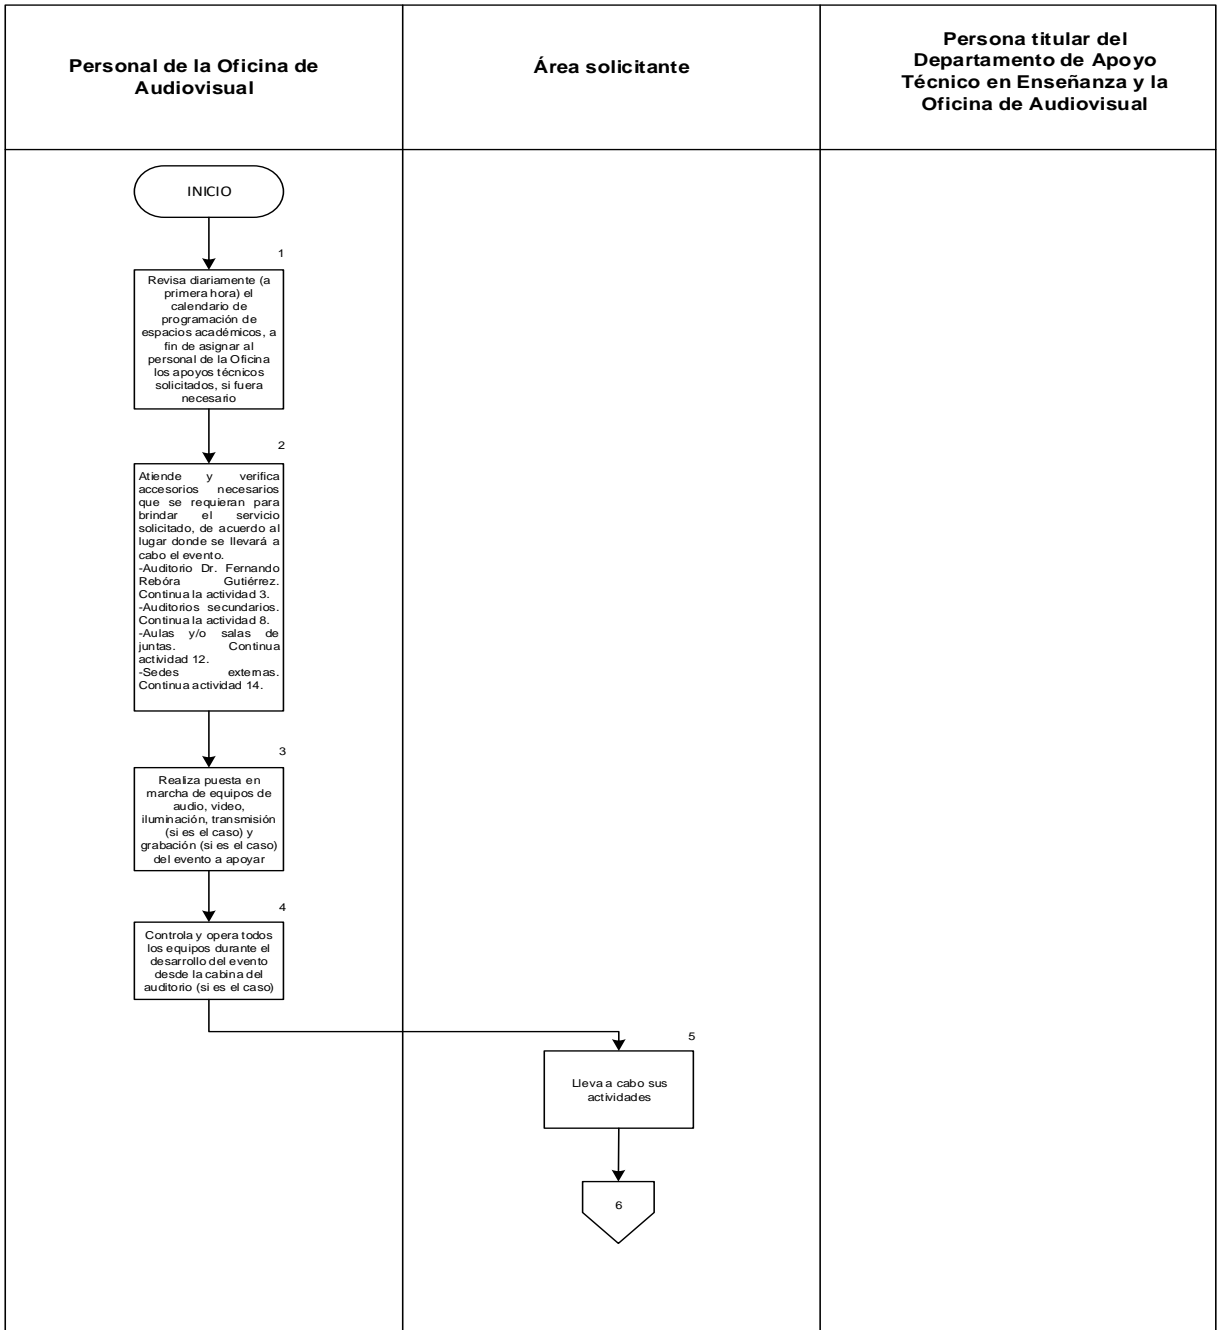 Personal de la Oficina de
Audiovisual
Área solicitante
Persona titular del
Departamento de Apoyo
Técnico en Enseñanza y la
Oficina de Audiovisual
INICIO
1
Revisa diariamente (a
primera hora) el
calendario de
programación de
espacios académicos, a
fin de asignar al
personal de la Oficina
los apoyos técnicos
solicitados, si fuera
necesario
2
Atiende y verifica
accesorios necesarios
que se requieran para
brindar el servicio
solicitado, de acuerdo al
lugar donde se llevará a
cabo el evento.
-Auditorio Dr. Fernando
Rebóra Gutiérrez.
Continua la actividad 3.
-Auditorios secundarios.
Continua la actividad 8.
-Aulas y/o salas de
juntas. Continua
actividad 12.
-Sedes externas.
Continua actividad 14.
3
Realiza puesta en
marcha de equipos de
audio, video,
iluminación, transmisión
(si es el caso) y
grabación (si es el caso)
del evento a apoyar
4
Controla y opera todos
los equipos durante el
desarrollo del evento
desde la cabina del
auditorio (si es el caso)
5
Lleva a cabo sus
actividades
6